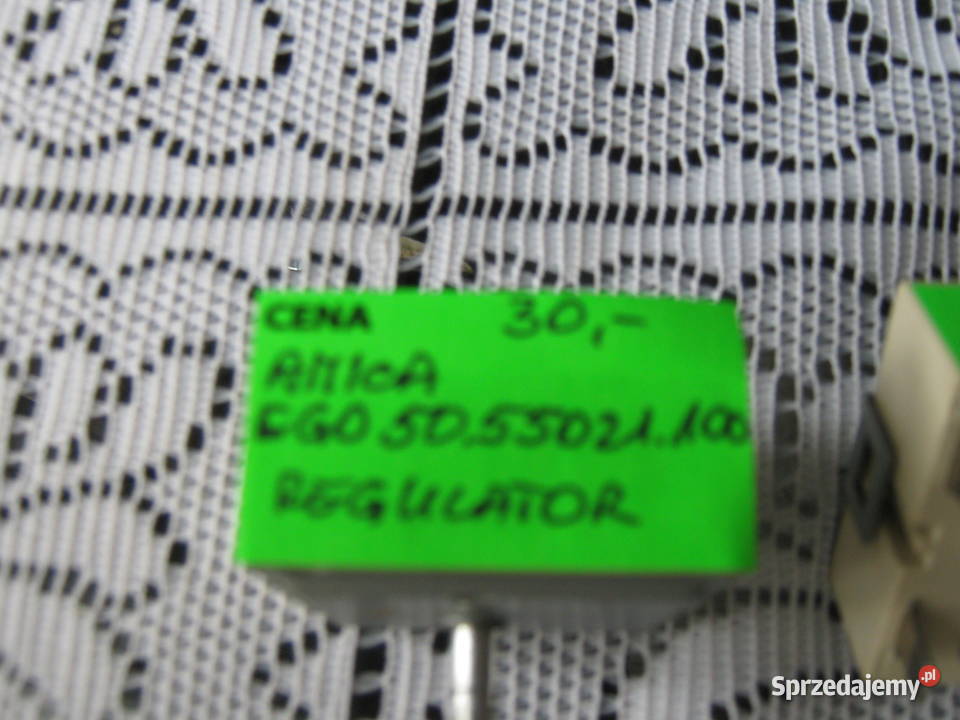 CENA 30,-
AMICA
EGO 50.55021.100
REGULATOR
Sprzedajemy.pl